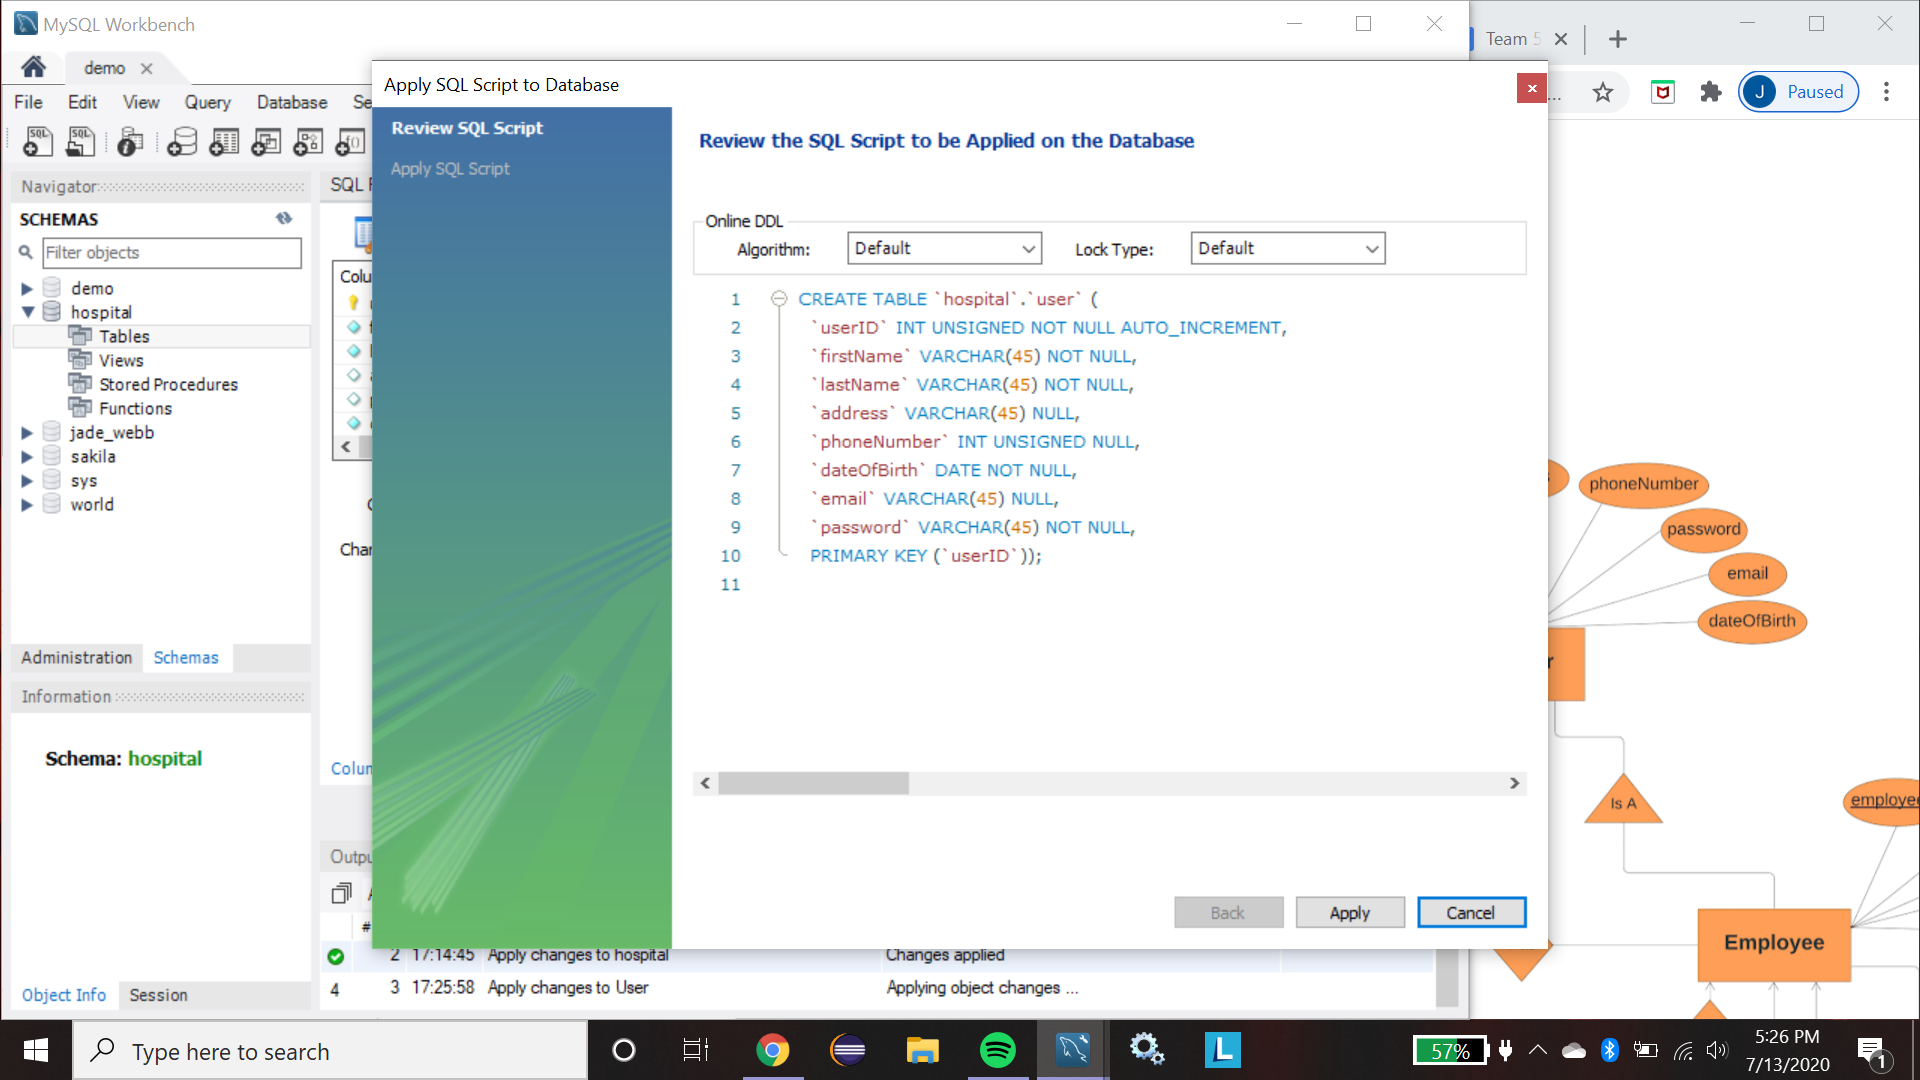 MySQL Workbench
demo
File Edit View Query Database
Navigator
SCHEMAS
Filter objects
demo
hospital
Tables
Views
Stored Procedures
Functions
jade_webb
sakila
sys
world
Administration Schemas
Information
Schema: hospital
Object Info Session
SQL
Apply SQL Script to Database
Review SQL Script
Apply SQL Script
Review the SQL Script to be Applied on the Database
Online DDL
Algorithm: Default Lock Type: Default
1 CREATE TABLE `hospital`.`user` (
2 `userID` INT UNSIGNED NOT NULL AUTO_INCREMENT,
3 `firstName` VARCHAR(45) NOT NULL,
4 `lastName` VARCHAR(45) NOT NULL,
5 `address` VARCHAR(45) NULL,
6 `phoneNumber` INT UNSIGNED NULL,
7 `dateOfBirth` DATE NOT NULL,
8 `email` VARCHAR(45) NULL,
9 `password` VARCHAR(45) NOT NULL,
10 PRIMARY KEY (`userID`));
11
Back Apply Cancel
#
2 17:14:45 Apply changes to hospital Changes applied
4 3 17:25:58 Apply changes to User Applying object changes ...
Team 5
... J Paused
phoneNumber
password
email
dateOfBirth
Is A
employee
Employee
Type here to search
L
57%
5:26 PM
7/13/2020
1